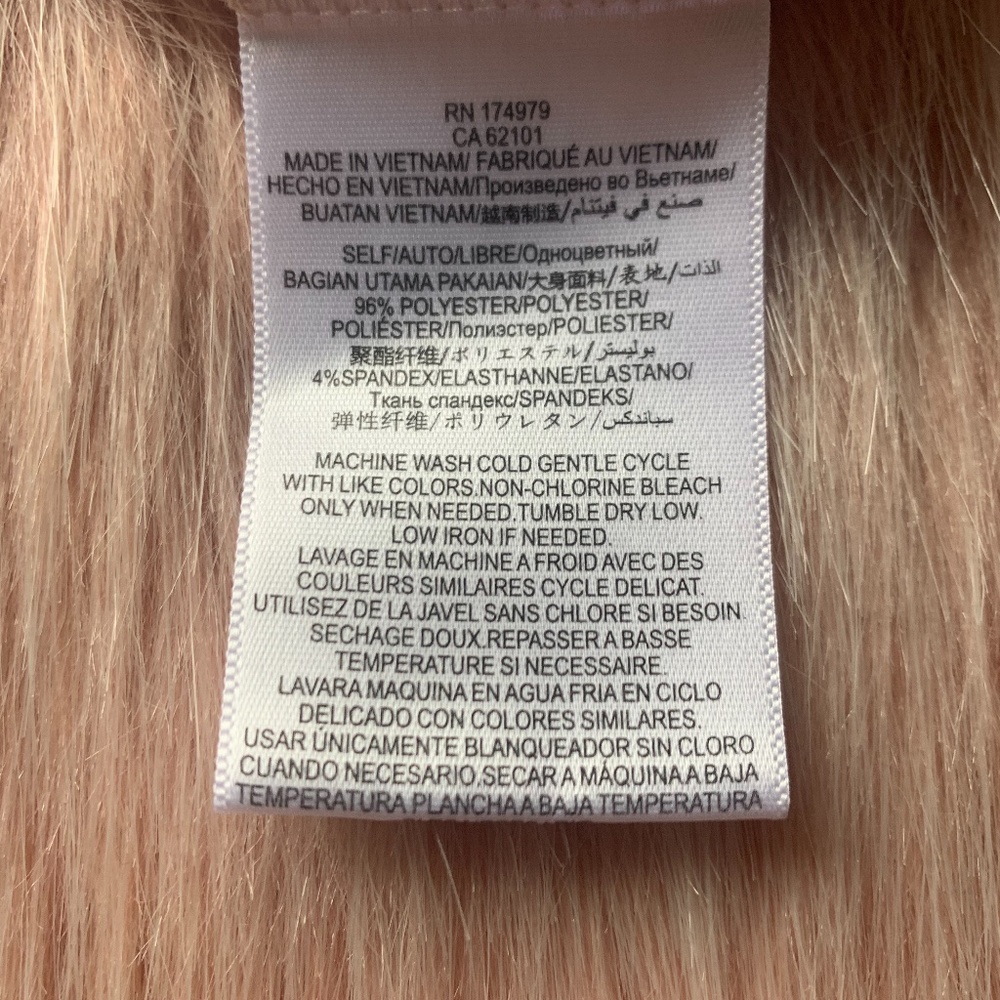 RN 174979
CA 62101
MADE IN VIETNAM/ FABRIQUÉ AU VIETNAM/
HECHO EN VIETNAM/Произведено во Вьетнаме/
BUATAN VIETNAM/越南制造/صنع في فيتنام
SELF/AUTO/LIBRE/Одноцветный/
BAGIAN UTAMA PAKAIAN/大身面料/表地/الذات
96% POLYESTER/POLYESTER/
POLIÉSTER/Полиэстер/POLIESTER/
聚酯纤维/ポリエステル/بوليستر
4%SPANDEX/ELASTHANNE/ELASTANO/
Ткань спандекс/SPANDEKS/
弹性纤维/ポリウレタン/سباندكس
MACHINE WASH COLD GENTLE CYCLE
WITH LIKE COLORS.NON-CHLORINE BLEACH
ONLY WHEN NEEDED.TUMBLE DRY LOW.
LOW IRON IF NEEDED.
LAVAGE EN MACHINE A FROID AVEC DES
COULEURS SIMILAIRES CYCLE DELICAT.
UTILISEZ DE LA JAVEL SANS CHLORE SI BESOIN.
SECHAGE DOUX.REPASSER A BASSE
TEMPERATURE SI NECESSAIRE.
LAVAR A MAQUINA EN AGUA FRIA EN CICLO
DELICADO CON COLORES SIMILARES.
USAR ÚNICAMENTE BLANQUEADOR SIN CLORO
CUANDO NECESARIO.SECAR A MÁQUINA A BAJA
TEMPERATURA PLANCHA A BAJA TEMPERATURA